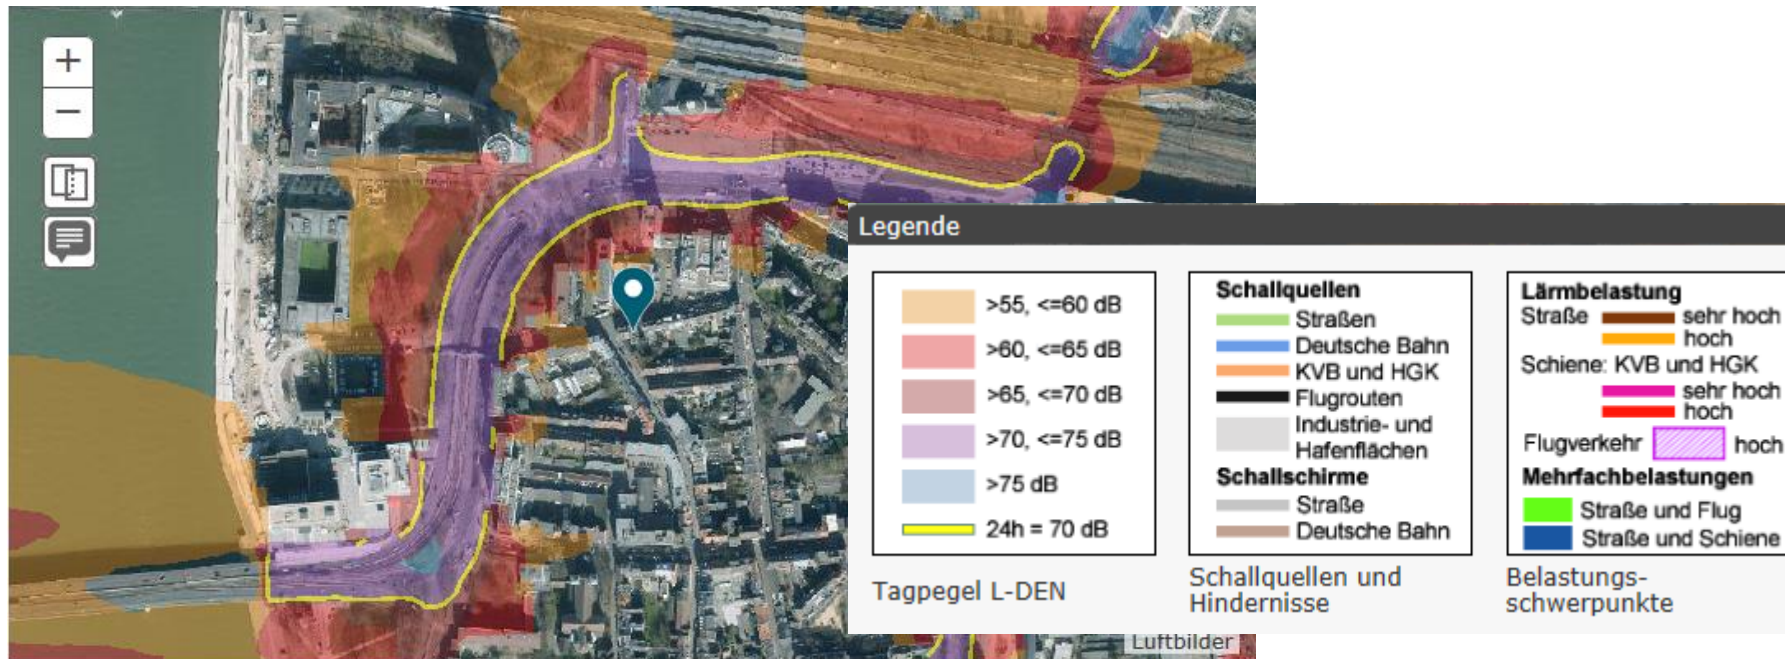 +
−
Legende
>55, <=60 dB
>60, <=65 dB
>65, <=70 dB
>70, <=75 dB
>75 dB
24h = 70 dB
Tagpegel L-DEN
Schallquellen
Straßen
Deutsche Bahn
KVB und HGK
Flugrouten
Industrie- und
Hafenflächen
Schallschirme
Straße
Deutsche Bahn
Schallquellen und
Hindernisse
Lärmbelastung
Straße sehr hoch
hoch
Schiene: KVB und HGK
sehr hoch
hoch
Flugverkehr hoch
Mehrfachbelastungen
Straße und Flug
Straße und Schiene
Belastungs-
schwerpunkte
Luftbilder